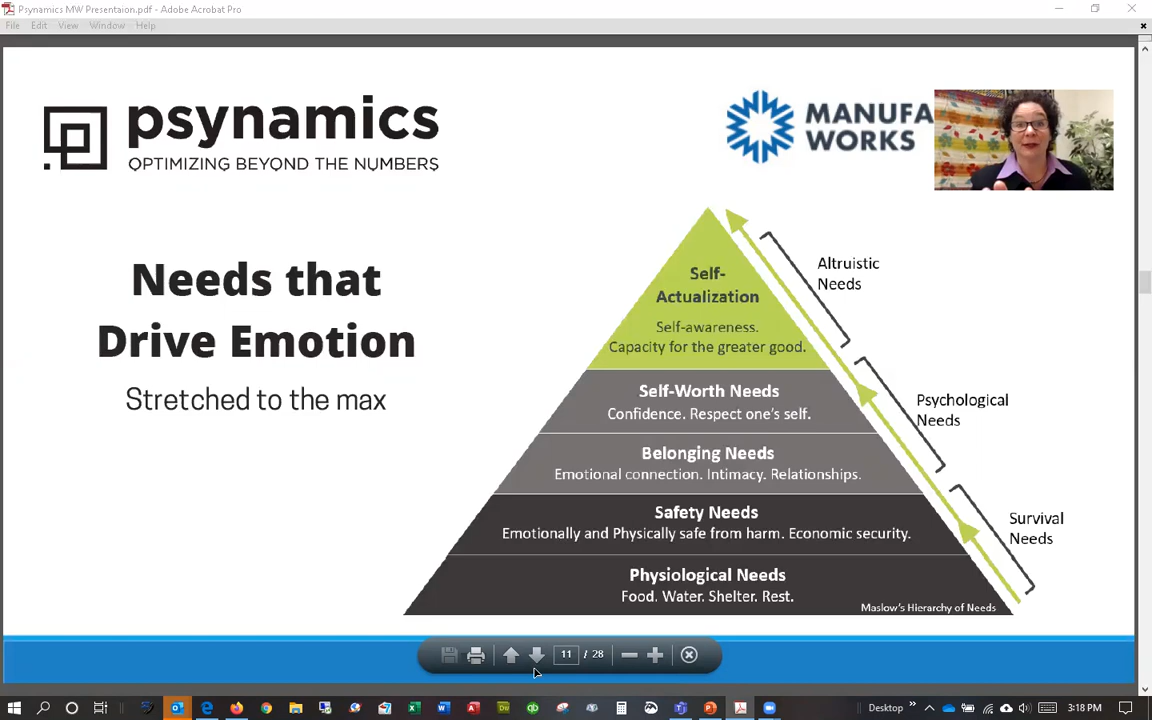 Psynamics MW Presentaion.pdf - Adobe Acrobat Pro
File Edit View Window Help
psynamics
OPTIMIZING BEYOND THE NUMBERS
MANUFA
WORKS
Needs that
Drive Emotion
Stretched to the max
Self-
Actualization
Self-awareness.
Capacity for the greater good.
Self-Worth Needs
Confidence. Respect one's self.
Belonging Needs
Emotional connection. Intimacy. Relationships.
Safety Needs
Emotionally and Physically safe from harm. Economic security.
Physiological Needs
Food. Water. Shelter. Rest.
Maslow's Hierarchy of Needs
Altruistic
Needs
Psychological
Needs
Survival
Needs
11 / 28
Desktop
3:18 PM